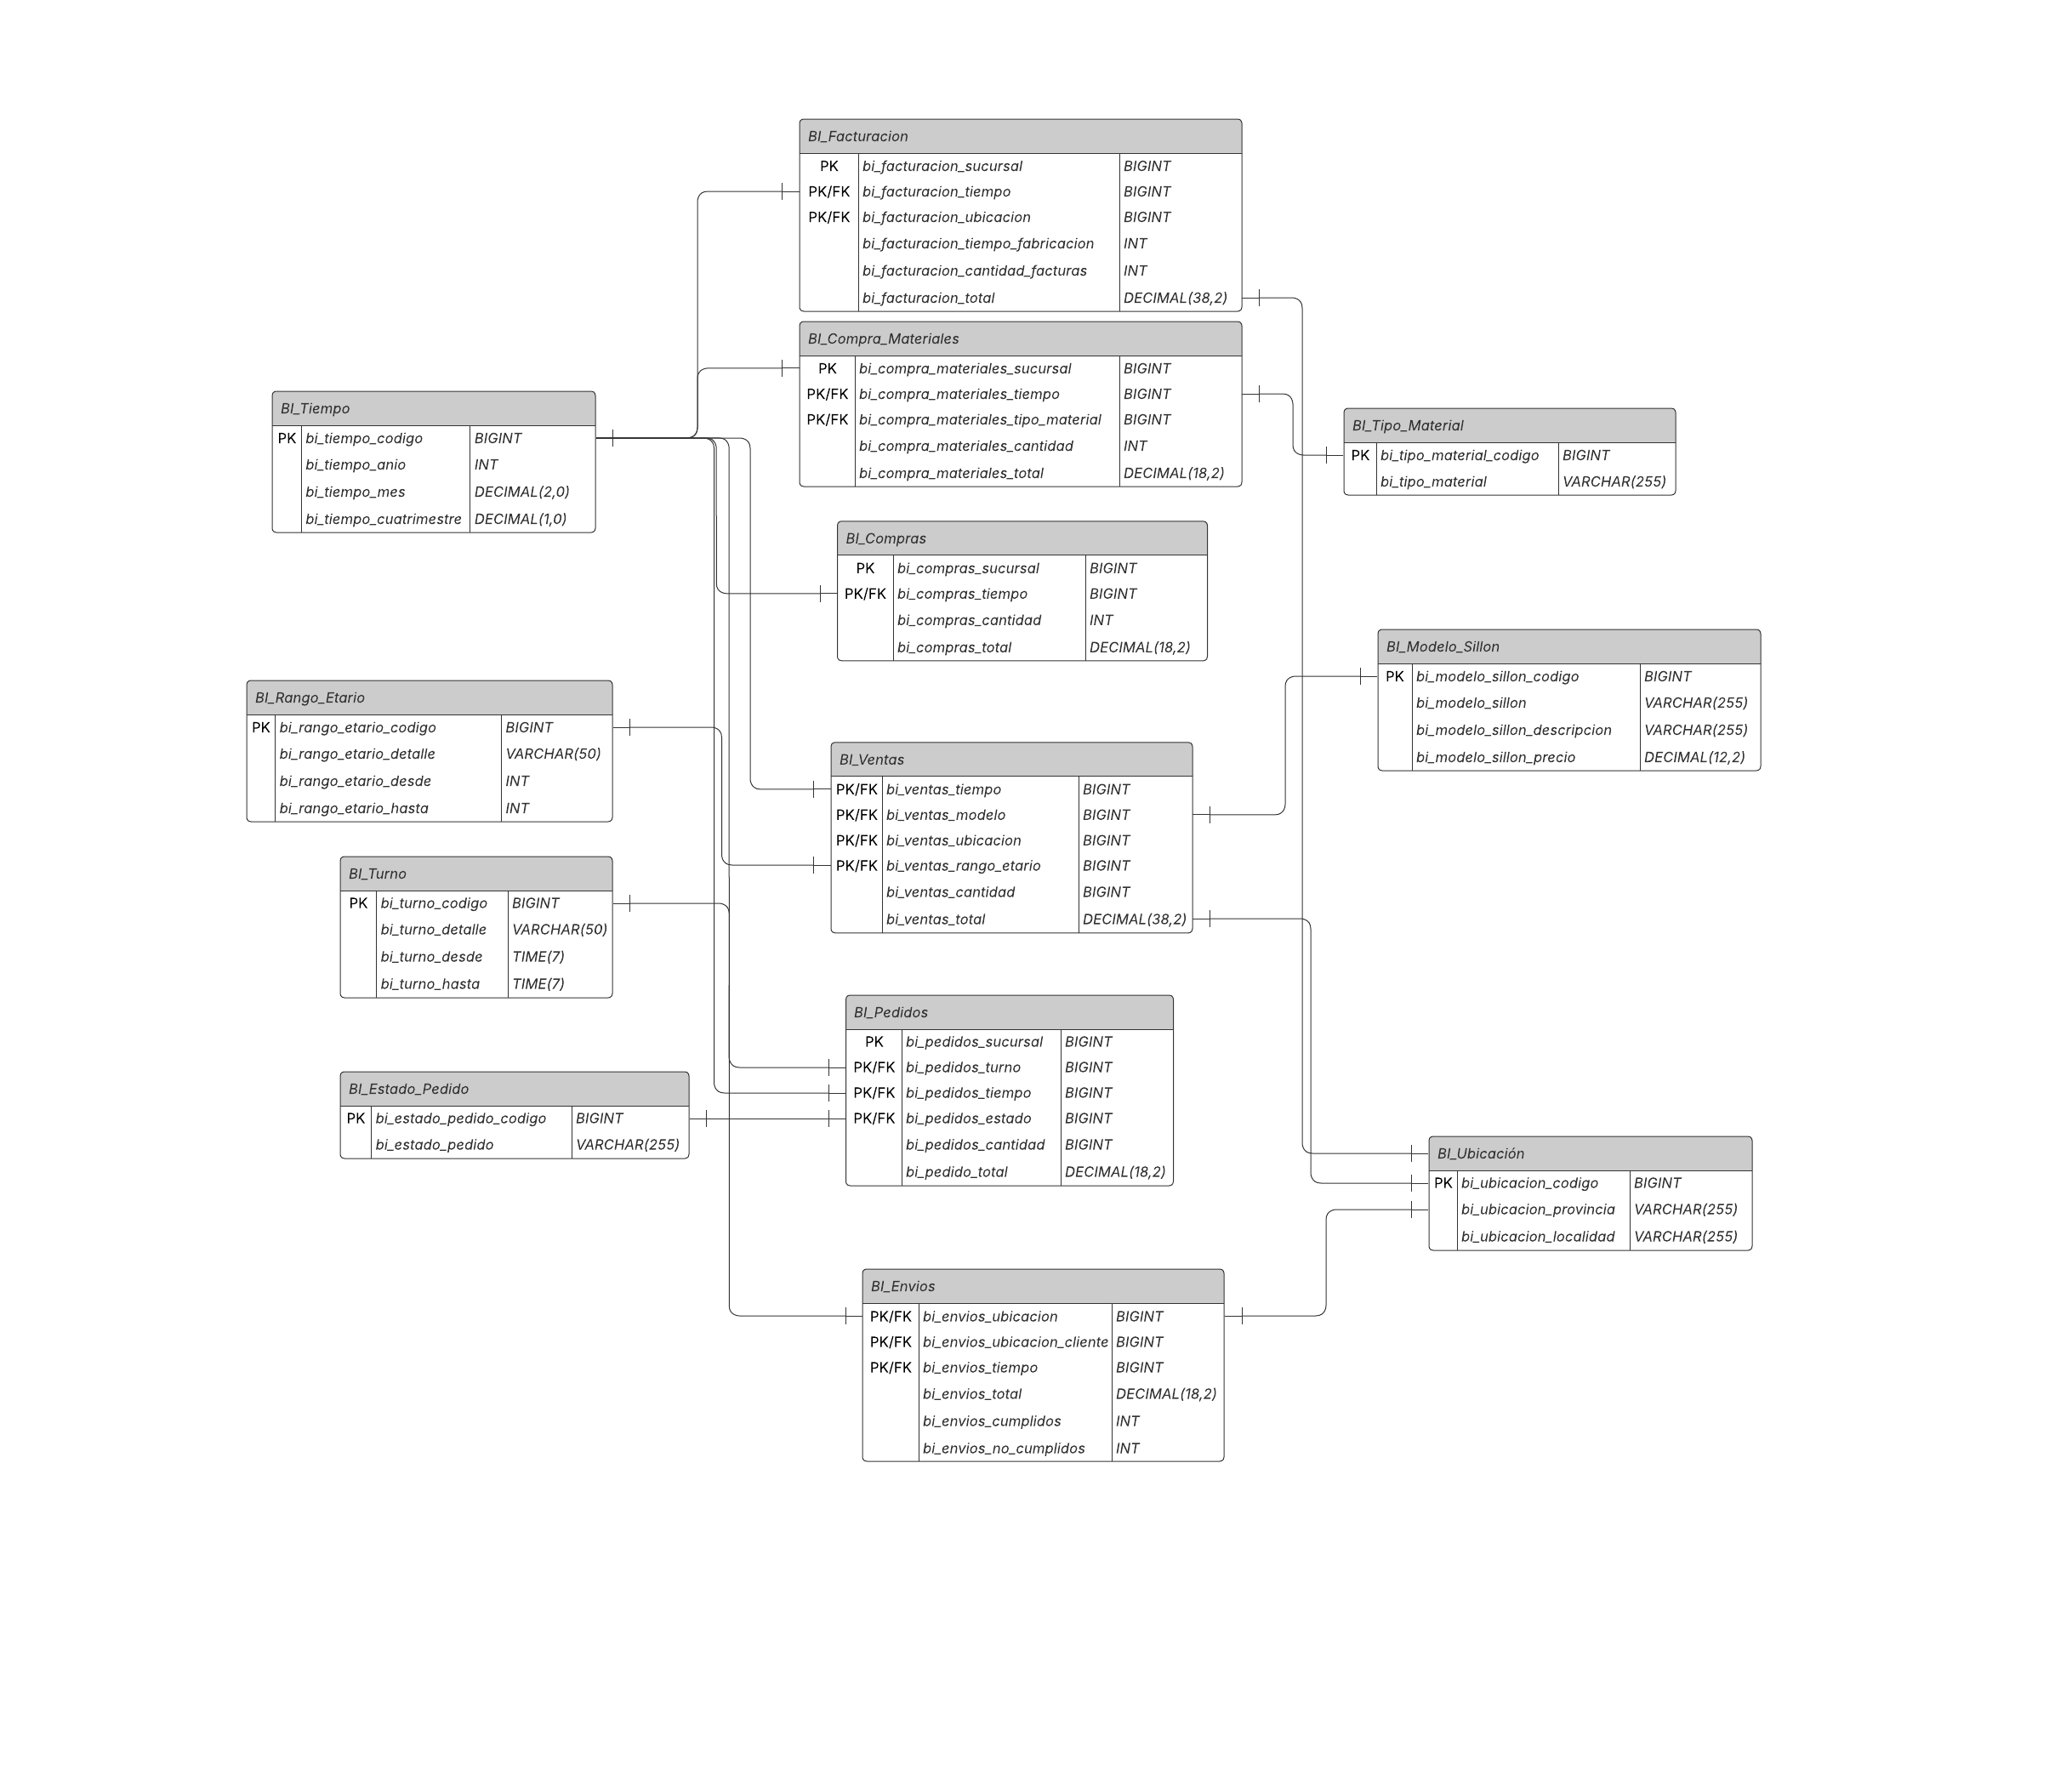 BI_Facturacion
PK bi_facturacion_sucursal BIGINT
PK/FK bi_facturacion_tiempo BIGINT
PK/FK bi_facturacion_ubicacion BIGINT
bi_facturacion_tiempo_fabricacion INT
bi_facturacion_cantidad_facturas INT
bi_facturacion_total DECIMAL(38,2)
BI_Compra_Materiales
PK bi_compra_materiales_sucursal BIGINT
PK/FK bi_compra_materiales_tiempo BIGINT
PK/FK bi_compra_materiales_tipo_material BIGINT
bi_compra_materiales_cantidad INT
bi_compra_materiales_total DECIMAL(18,2)
BI_Tiempo
PK bi_tiempo_codigo BIGINT
bi_tiempo_anio INT
bi_tiempo_mes DECIMAL(2,0)
bi_tiempo_cuatrimestre DECIMAL(1,0)
BI_Tipo_Material
PK bi_tipo_material_codigo BIGINT
bi_tipo_material VARCHAR(255)
BI_Compras
PK bi_compras_sucursal BIGINT
PK/FK bi_compras_tiempo BIGINT
bi_compras_cantidad INT
bi_compras_total DECIMAL(18,2)
BI_Modelo_Sillon
PK bi_modelo_sillon_codigo BIGINT
bi_modelo_sillon VARCHAR(255)
bi_modelo_sillon_descripcion VARCHAR(255)
bi_modelo_sillon_precio DECIMAL(12,2)
BI_Rango_Etario
PK bi_rango_etario_codigo BIGINT
bi_rango_etario_detalle VARCHAR(50)
bi_rango_etario_desde INT
bi_rango_etario_hasta INT
BI_Ventas
PK/FK bi_ventas_tiempo BIGINT
PK/FK bi_ventas_modelo BIGINT
PK/FK bi_ventas_ubicacion BIGINT
PK/FK bi_ventas_rango_etario BIGINT
bi_ventas_cantidad BIGINT
bi_ventas_total DECIMAL(38,2)
BI_Turno
PK bi_turno_codigo BIGINT
bi_turno_detalle VARCHAR(50)
bi_turno_desde TIME(7)
bi_turno_hasta TIME(7)
BI_Pedidos
PK bi_pedidos_sucursal BIGINT
PK/FK bi_pedidos_turno BIGINT
PK/FK bi_pedidos_tiempo BIGINT
PK/FK bi_pedidos_estado BIGINT
bi_pedidos_cantidad BIGINT
bi_pedido_total DECIMAL(18,2)
BI_Estado_Pedido
PK bi_estado_pedido_codigo BIGINT
bi_estado_pedido VARCHAR(255)
BI_Ubicación
PK bi_ubicacion_codigo BIGINT
bi_ubicacion_provincia VARCHAR(255)
bi_ubicacion_localidad VARCHAR(255)
BI_Envios
PK/FK bi_envios_ubicacion BIGINT
PK/FK bi_envios_ubicacion_cliente BIGINT
PK/FK bi_envios_tiempo BIGINT
bi_envios_total DECIMAL(18,2)
bi_envios_cumplidos INT
bi_envios_no_cumplidos INT